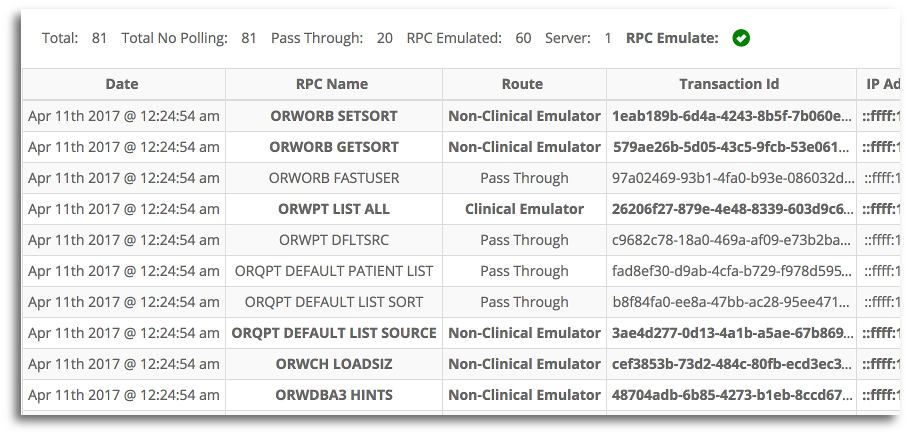 Total: 81 Total No Polling: 81 Pass Through: 20 RPC Emulated: 60 Server: 1 RPC Emulate:
Date RPC Name Route Transaction Id IP Ad
Apr 11th 2017 @ 12:24:54 am ORWORB SETSORT Non-Clinical Emulator 1eab189b-6d4a-4243-8b5f-7b060e... ::ffff:1
Apr 11th 2017 @ 12:24:54 am ORWORB GETSORT Non-Clinical Emulator 579ae26b-5d05-43c5-9fcb-53e061... ::ffff:1
Apr 11th 2017 @ 12:24:54 am ORWORB FASTUSER Pass Through 97a02469-93b1-4fa0-b93e-086032d... ::ffff:1
Apr 11th 2017 @ 12:24:54 am ORWPT LIST ALL Clinical Emulator 26206f27-879e-4e48-8339-603d9c6... ::ffff:1
Apr 11th 2017 @ 12:24:54 am ORWPT DFLTSRC Pass Through c9682c78-18a0-469a-af09-e73b2ba... ::ffff:1
Apr 11th 2017 @ 12:24:54 am ORQPT DEFAULT PATIENT LIST Pass Through fad8ef30-d9ab-4cfa-b729-f978d595... ::ffff:1
Apr 11th 2017 @ 12:24:54 am ORQPT DEFAULT LIST SORT Pass Through b8f84fa0-ee8a-47bb-ac28-95ee471... ::ffff:1
Apr 11th 2017 @ 12:24:54 am ORQPT DEFAULT LIST SOURCE Non-Clinical Emulator 3ae4d277-0d13-4a1b-a5ae-67b869... ::ffff:1
Apr 11th 2017 @ 12:24:54 am ORWCH LOADSIZ Non-Clinical Emulator cef3853b-73d2-484c-80fb-ecd3ec3... ::ffff:1
Apr 11th 2017 @ 12:24:54 am ORWDBA3 HINTS Non-Clinical Emulator 48704adb-6b85-4273-b1eb-8ccd67... ::ffff:1